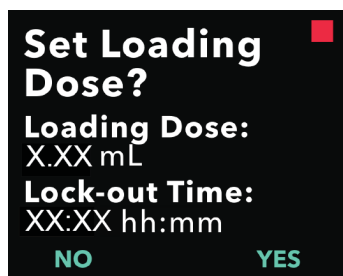 Set Loading
Dose?
Loading Dose:
X.XX mL
Lock-out Time:
XX:XX hh:mm
NO YES